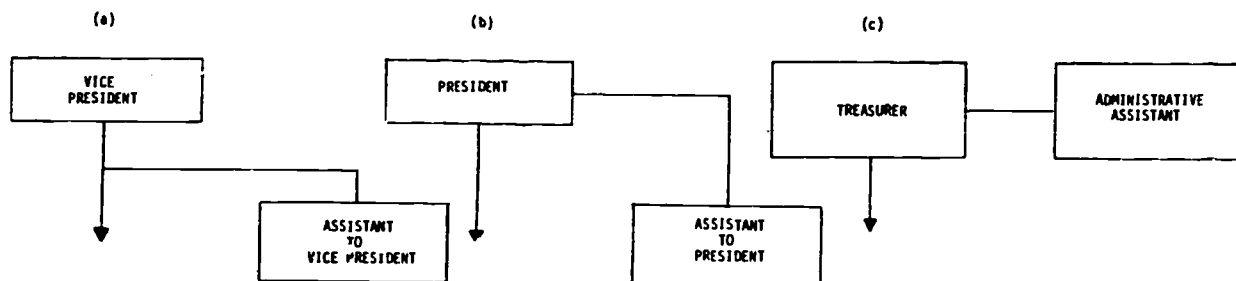 (a)
(b)
(c)
VICE
PRESIDENT
PRESIDENT
TREASURER
ADMINISTRATIVE
ASSISTANT
ASSISTANT
TO
VICE PRESIDENT
ASSISTANT
TO
PRESIDENT